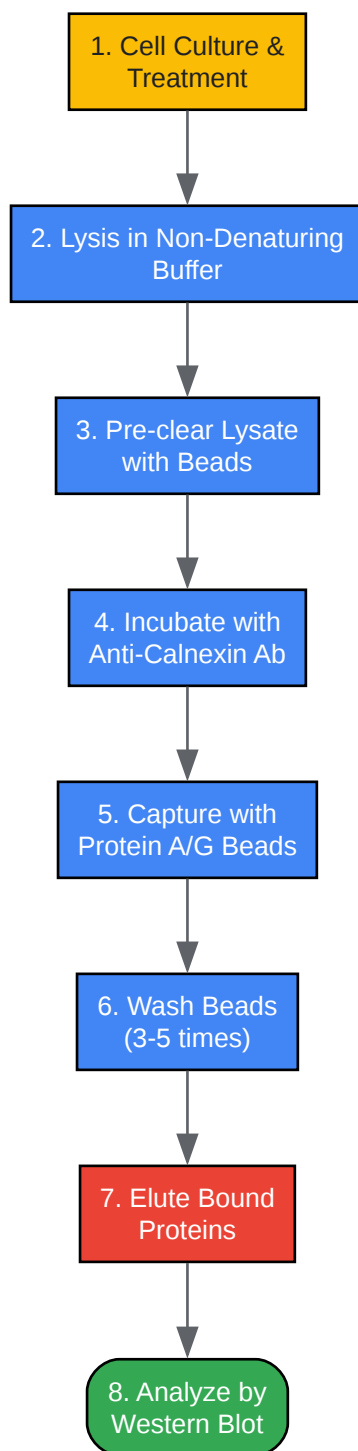 1. Cell Culture &
Treatment
2. Lysis in Non-Denaturing
Buffer
3. Pre-clear Lysate
with Beads
4. Incubate with
Anti-Calnexin Ab
5. Capture with
Protein A/G Beads
6. Wash Beads
(3-5 times)
7. Elute Bound
Proteins
8. Analyze by
Western Blot